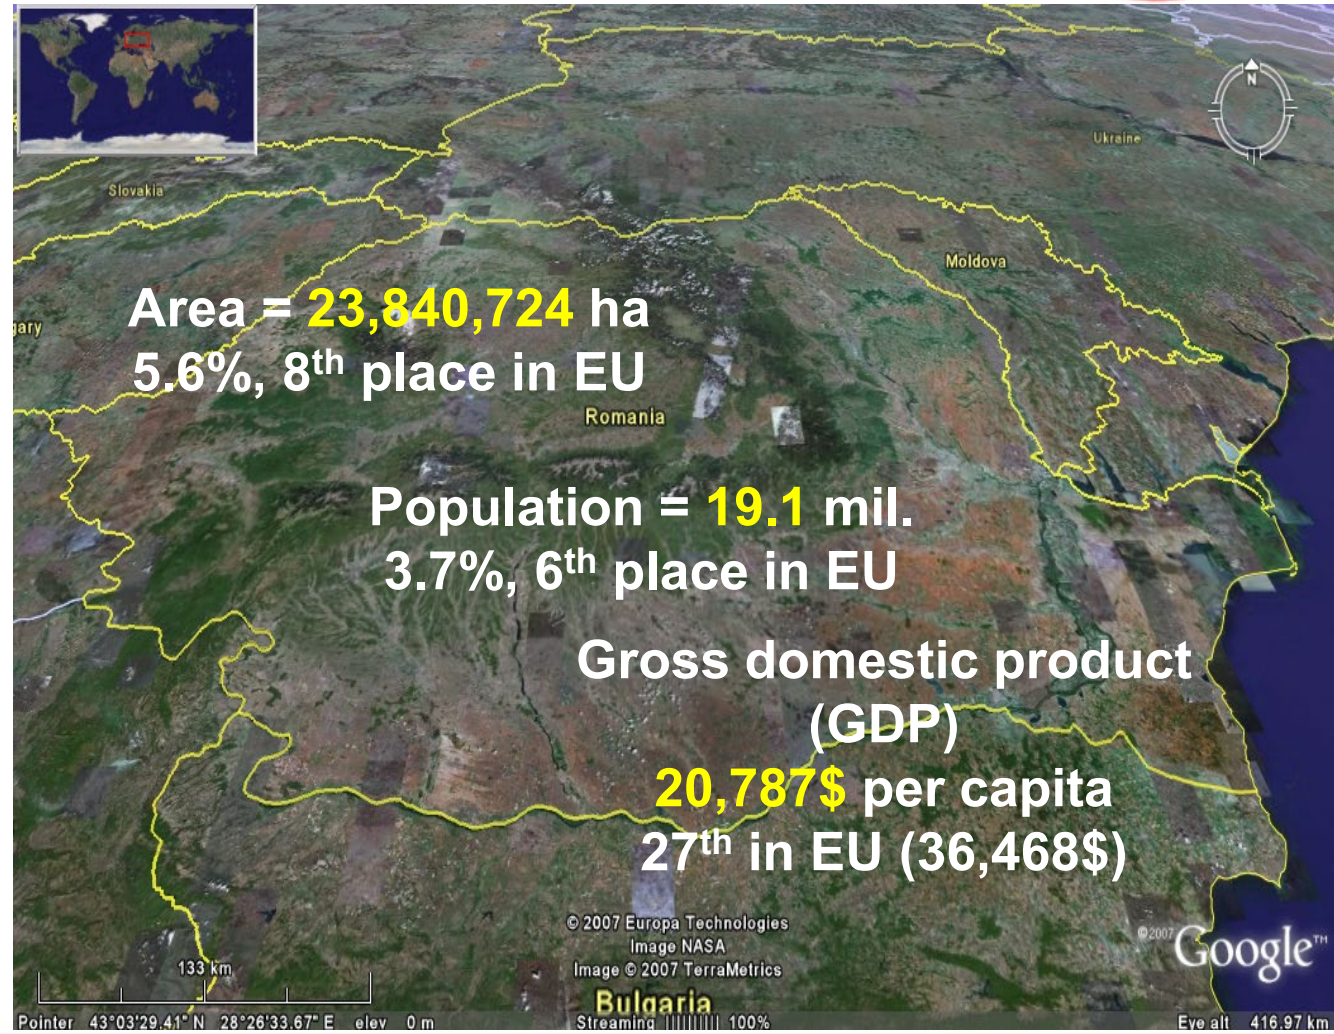 N
Ukraine
Slovakia
Moldova
Area = 23,840,724 ha
gary
5.6%, 8th place in EU
Romania
Population = 19.1 mil.
3.7%, 6th place in EU
Gross domestic product
(GDP)
20,787$ per capita
27th in EU (36,468$)
© 2007 Europa Technologies
Image NASA
Image © 2007 TerraMetrics
©2007 Google™
133 km
Bulgaria
Pointer 43°03'29.41" N 28°26'33.67" E elev 0 m
Streaming |||||||||| 100%
Eye alt 416.97 km